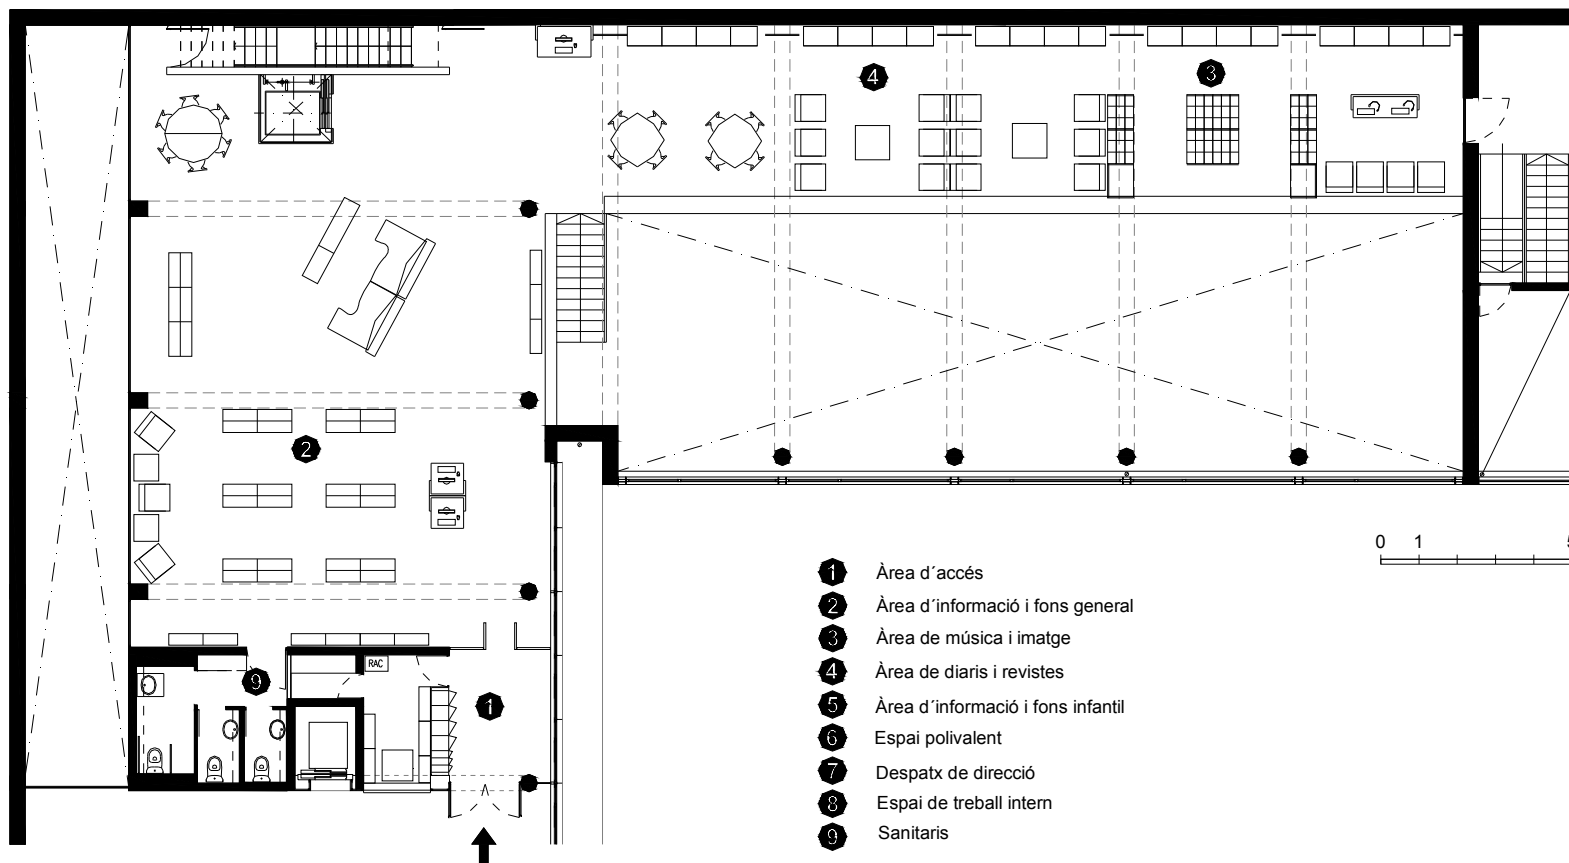 4
3
2
0 1 5
1 Àrea d´accés
2 Àrea d´informació i fons general
3 Àrea de música i imatge
RAC
4 Àrea de diaris i revistes
9
1
5 Àrea d´informació i fons infantil
6 Espai polivalent
7 Despatx de direcció
8 Espai de treball intern
9 Sanitaris